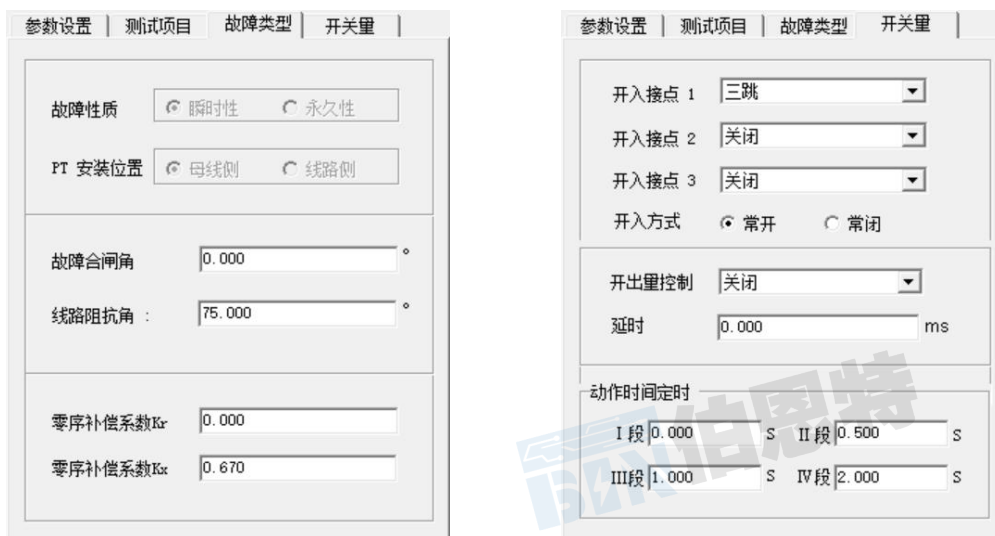 参数设置 测试项目 故障类型 开关量
故障性质 瞬时性 永久性
PT 安装位置 母线侧 线路侧
故障合闸角 0.000 °
线路阻抗角 : 75.000 °
零序补偿系数Kr 0.000
零序补偿系数Kx 0.670
参数设置 测试项目 故障类型 开关量
开入接点 1 三跳
开入接点 2 关闭
开入接点 3 关闭
开入方式 常开 常闭
开出量控制 关闭
延时 0.000 ms
动作时间定时
I 段 0.000 S II 段 0.500 S
III段 1.000 S IV段 2.000 S
伯恩特